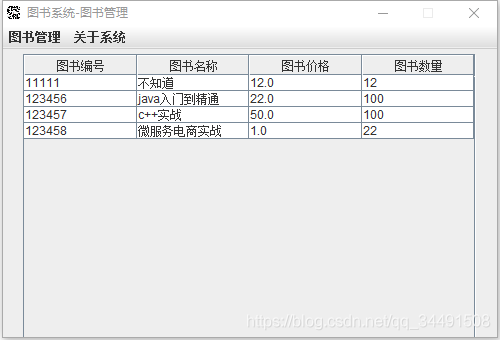 图书系统-图书管理
图书管理 关于系统
图书编号 图书名称 图书价格 图书数量
11111 不知道 12.0 12
123456 java入门到精通 22.0 100
123457 c++实战 50.0 100
123458 微服务电商实战 1.0 22
https://blog.csdn.net/qq_34491508